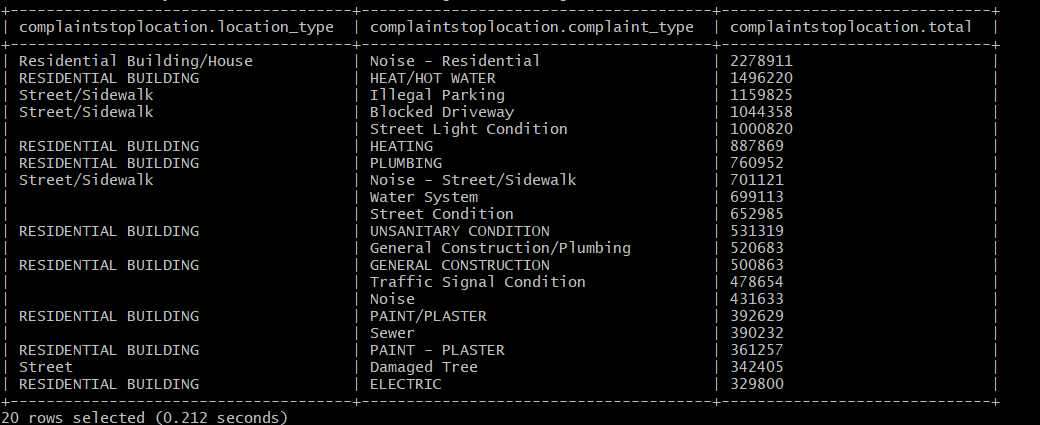 +--------------------------------------+---------------------------------------+------------------------------+
| complaintstoplocation.location_type | complaintstoplocation.complaint_type | complaintstoplocation.total |
+--------------------------------------+---------------------------------------+------------------------------+
| Residential Building/House | Noise - Residential | 2278911 |
| RESIDENTIAL BUILDING | HEAT/HOT WATER | 1496220 |
| Street/Sidewalk | Illegal Parking | 1159825 |
| Street/Sidewalk | Blocked Driveway | 1044358 |
| | Street Light Condition | 1000820 |
| RESIDENTIAL BUILDING | HEATING | 887869 |
| RESIDENTIAL BUILDING | PLUMBING | 760952 |
| Street/Sidewalk | Noise - Street/Sidewalk | 701121 |
| | Water System | 699113 |
| | Street Condition | 652985 |
| RESIDENTIAL BUILDING | UNSANITARY CONDITION | 531319 |
| | General Construction/Plumbing | 520683 |
| RESIDENTIAL BUILDING | GENERAL CONSTRUCTION | 500863 |
| | Traffic Signal Condition | 478654 |
| | Noise | 431633 |
| RESIDENTIAL BUILDING | PAINT/PLASTER | 392629 |
| | Sewer | 390232 |
| RESIDENTIAL BUILDING | PAINT - PLASTER | 361257 |
| Street | Damaged Tree | 342405 |
| RESIDENTIAL BUILDING | ELECTRIC | 329800 |
+--------------------------------------+---------------------------------------+------------------------------+
20 rows selected (0.212 seconds)